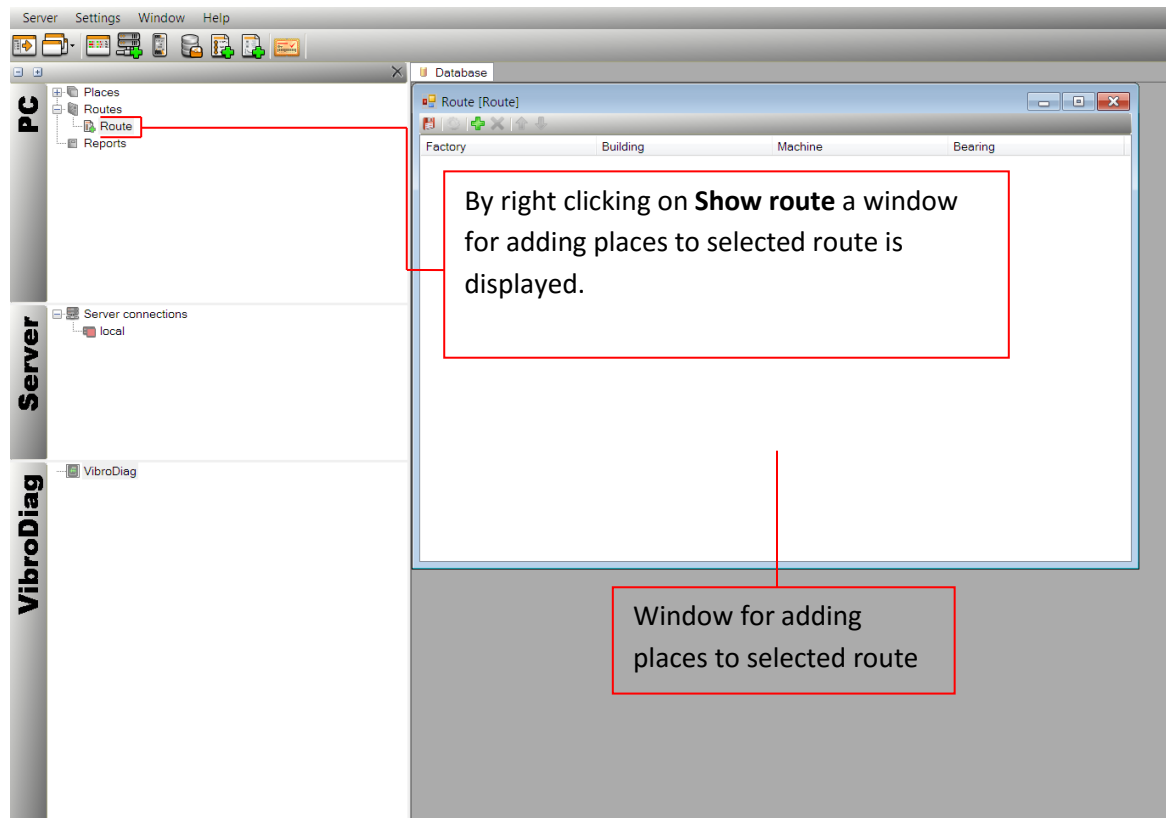 Server Settings Window Help
PC
Places
Routes
Route
Reports
Server
Server connections
local
VibroDiag
VibroDiag
Database
Route [Route]
Factory Building Machine Bearing
By right clicking on Show route a window
for adding places to selected route is
displayed.
Window for adding
places to selected route